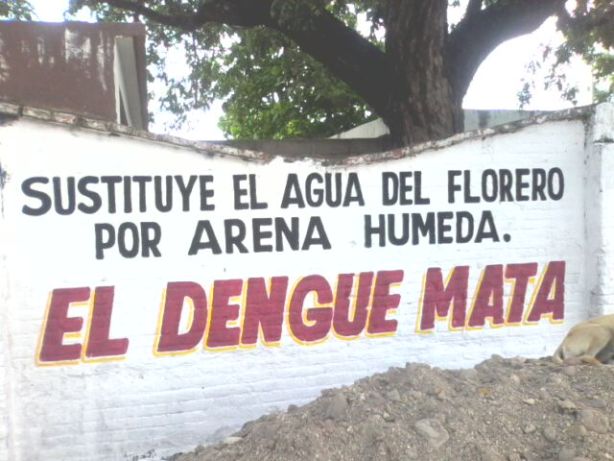 SUSTITUYE EL AGUA DEL FLORERO
POR ARENA HUMEDA.
EL DENGUE MATA